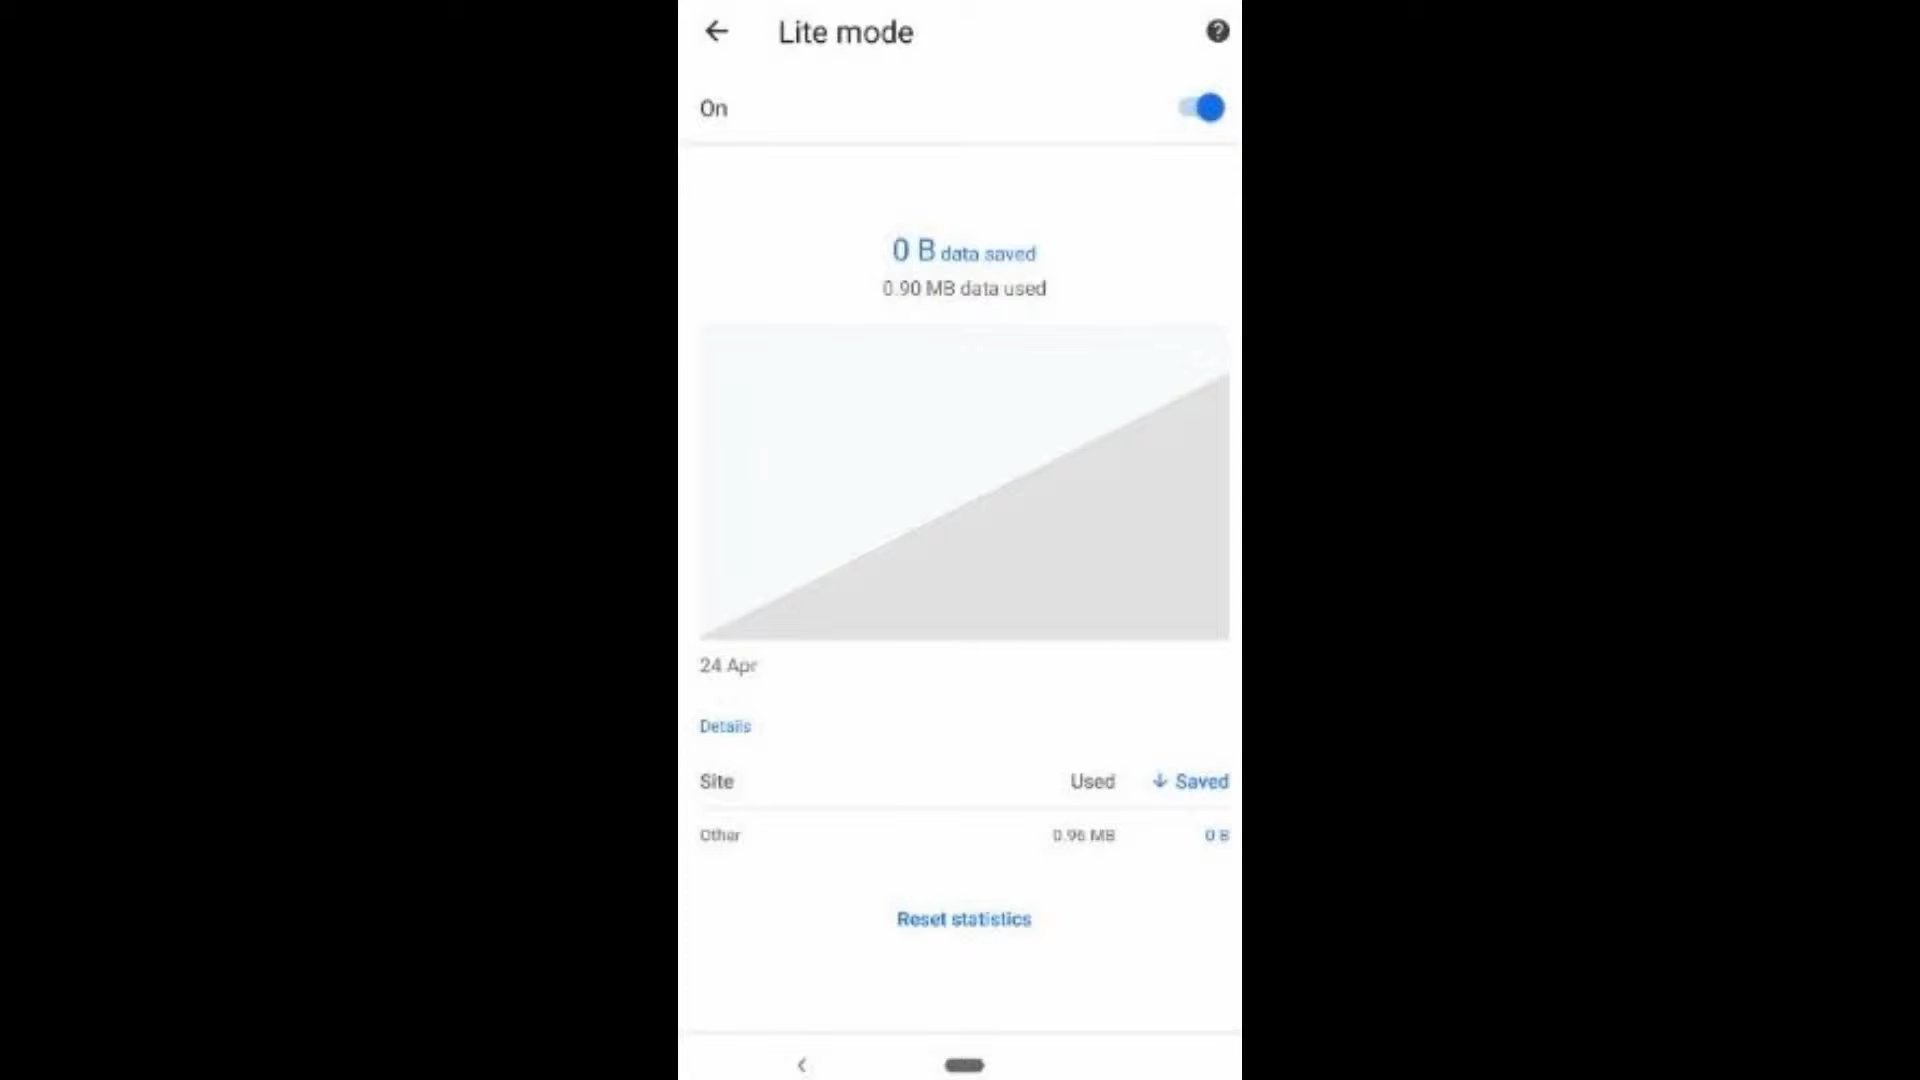 Lite mode
On
0 B data saved
0.90 MB data used
24 Apr
Details
Site Used Saved
Other 0.96 MB 0 B
Reset statistics